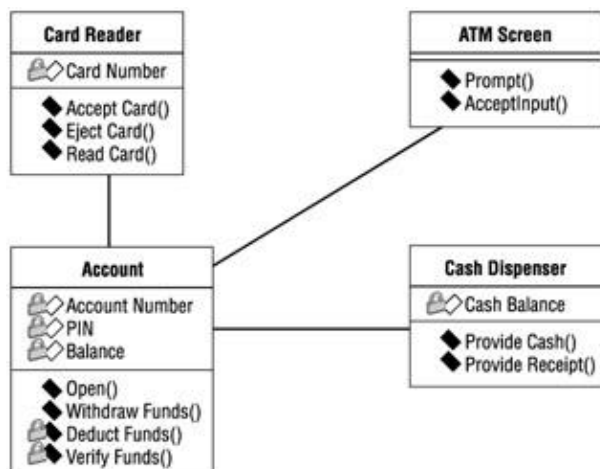 Card Reader
Card Number
Accept Card()
Eject Card()
Read Card()
ATM Screen
Prompt()
AcceptInput()
Account
Account Number
PIN
Balance
Open()
Withdraw Funds()
Deduct Funds()
Verify Funds()
Cash Dispenser
Cash Balance
Provide Cash()
Provide Receipt()